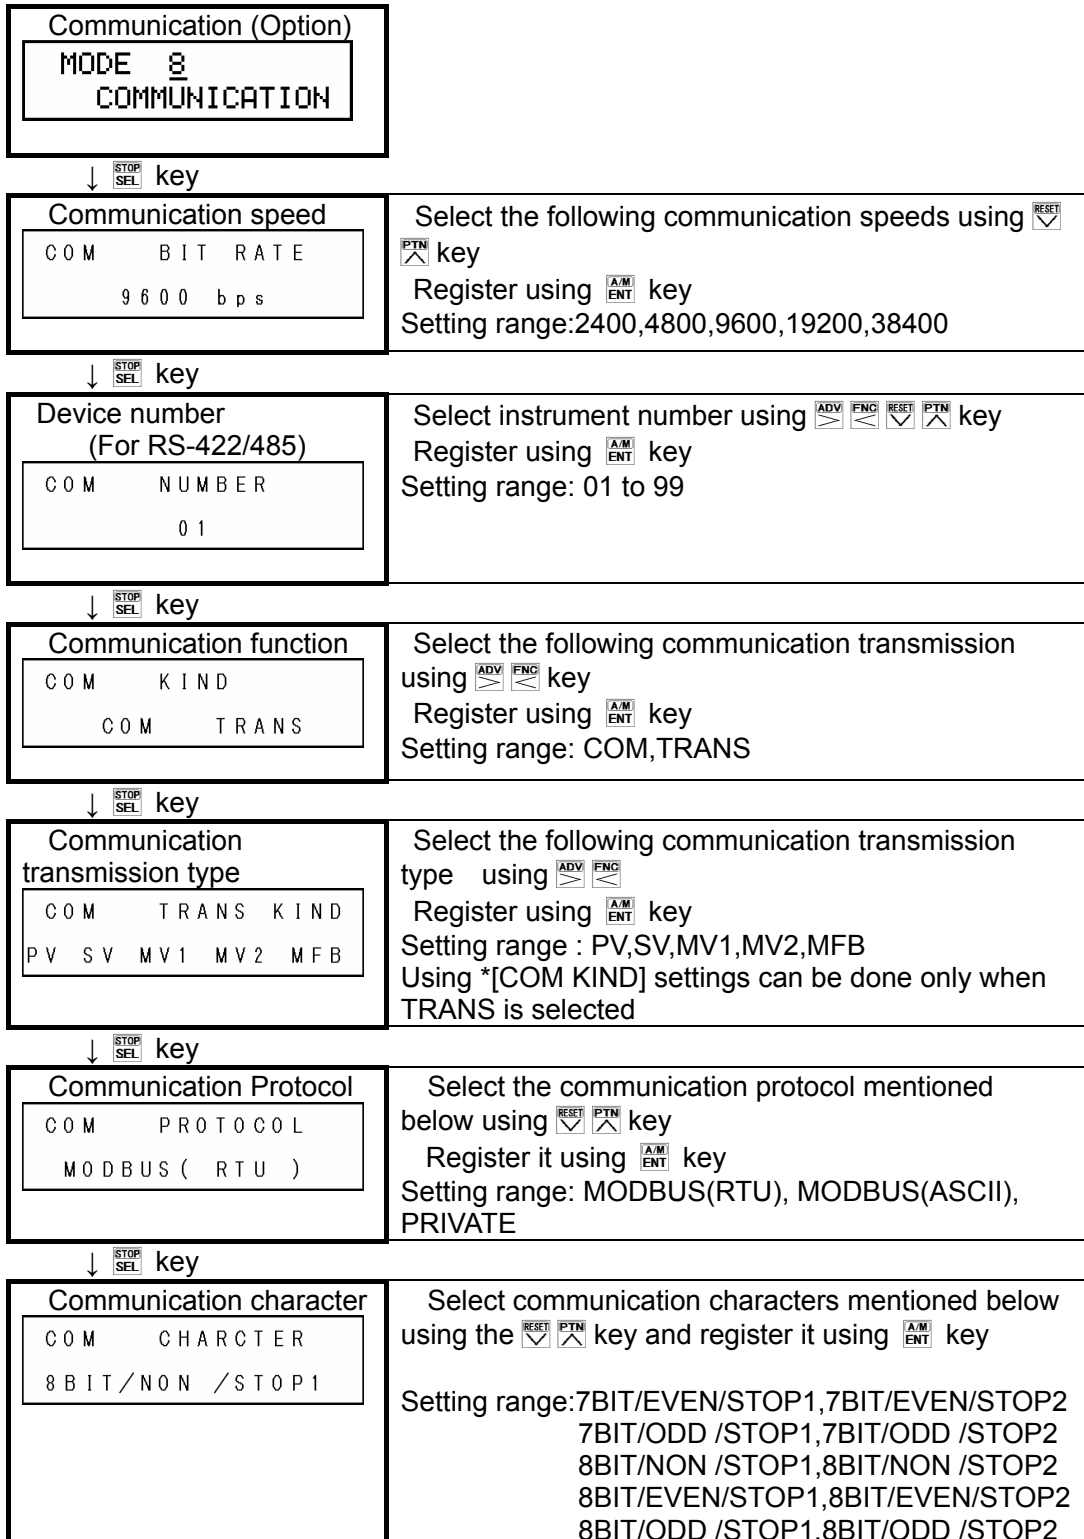 Communication (Option)
MODE 8
COMMUNICATION
↓ STOP SEL key
Communication speed
COM BIT RATE
9600 bps
Select the following communication speeds using RESET
PTN key
Register using A/M ENT key
Setting range:2400,4800,9600,19200,38400
↓ STOP SEL key
Device number
(For RS-422/485)
COM NUMBER
01
Select instrument number using ADV FNC RESET PTN key
Register using A/M ENT key
Setting range: 01 to 99
↓ STOP SEL key
Communication function
COM KIND
COM TRANS
Select the following communication transmission
using ADV FNC key
Register using A/M ENT key
Setting range: COM,TRANS
↓ STOP SEL key
Communication
transmission type
COM TRANS KIND
PV SV MV1 MV2 MFB
Select the following communication transmission
type using ADV FNC
Register using A/M ENT key
Setting range : PV,SV,MV1,MV2,MFB
Using *[COM KIND] settings can be done only when
TRANS is selected
↓ STOP SEL key
Communication Protocol
COM PROTOCOL
MODBUS( RTU )
Select the communication protocol mentioned
below using RESET PTN key
Register it using A/M ENT key
Setting range: MODBUS(RTU), MODBUS(ASCII),
PRIVATE
↓ STOP SEL key
Communication character
COM CHARCTER
8BIT/NON /STOP1
Select communication characters mentioned below
using the RESET PTN key and register it using A/M ENT key
Setting range:7BIT/EVEN/STOP1,7BIT/EVEN/STOP2
7BIT/ODD /STOP1,7BIT/ODD /STOP2
8BIT/NON /STOP1,8BIT/NON /STOP2
8BIT/EVEN/STOP1,8BIT/EVEN/STOP2
8BIT/ODD /STOP1,8BIT/ODD /STOP2